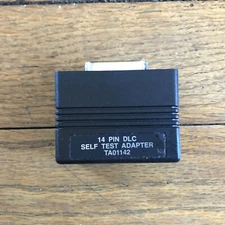 14 PIN DLC
SELF TEST ADAPTER
TA01142